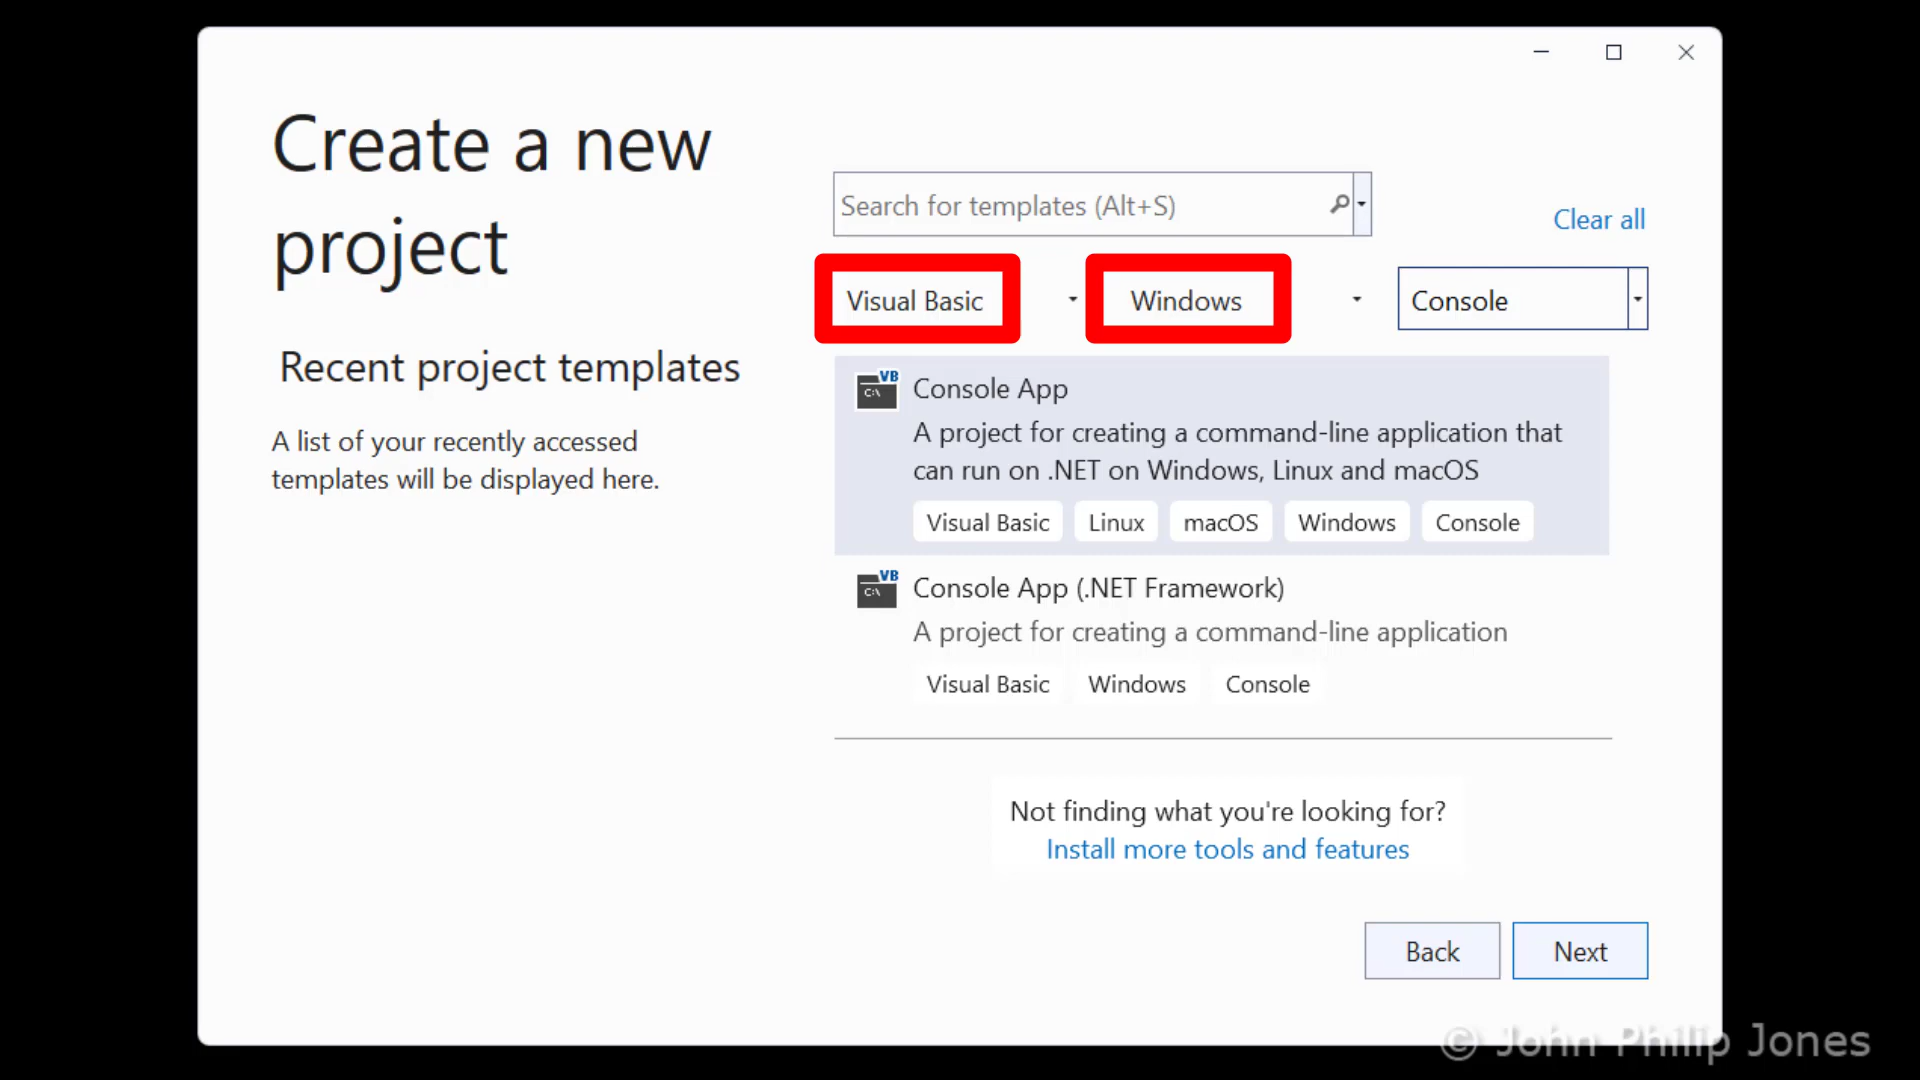 Create a new
project
Search for templates (Alt+S)
Clear all
Visual Basic
Windows
Console
Recent project templates
A list of your recently accessed
templates will be displayed here.
VB
C:\
Console App
A project for creating a command-line application that
can run on .NET on Windows, Linux and macOS
Visual Basic Linux macOS Windows Console
VB
C:\
Console App (.NET Framework)
A project for creating a command-line application
Visual Basic Windows Console
Not finding what you're looking for?
Install more tools and features
Back
Next
© John Philip Jones